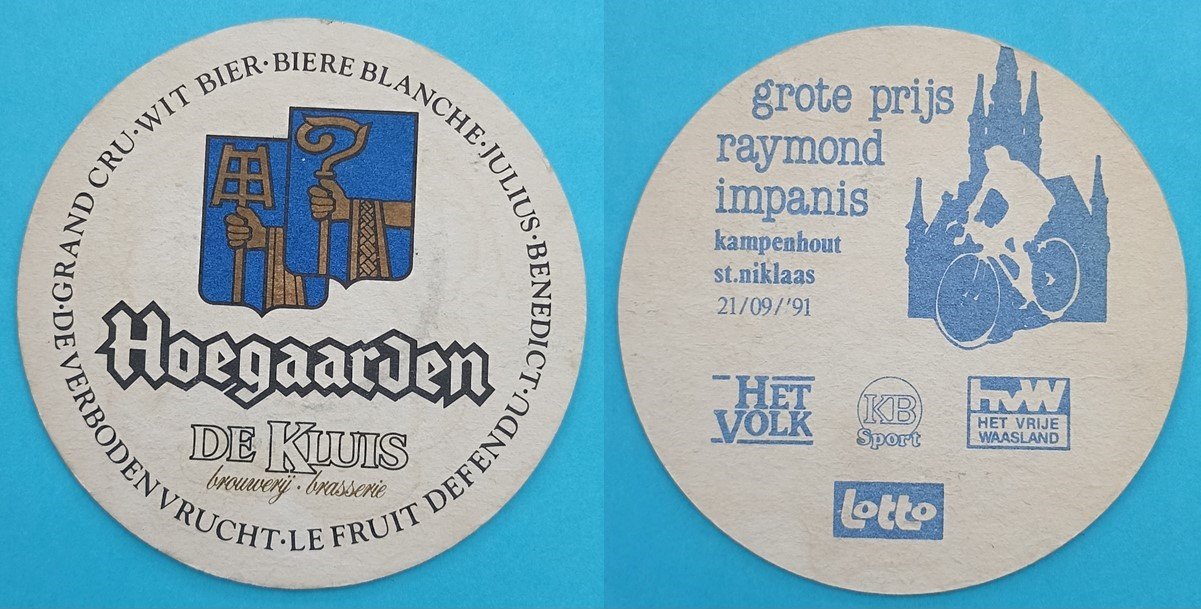 DE VERBODEN VRUCHT·GRAND CRU·WIT BIER·BIERE BLANCHE·JULIUS·BENEDICT·LE FRUIT DEFENDU·
Hoegaarden
DE KLUIS
brouwerij · brasserie
grote prijs
raymond
impanis
kampenhout
st.niklaas
21/09/'91
HET
VOLK
KB
Sport
hvw
HET VRIJE
WAASLAND
Lotto